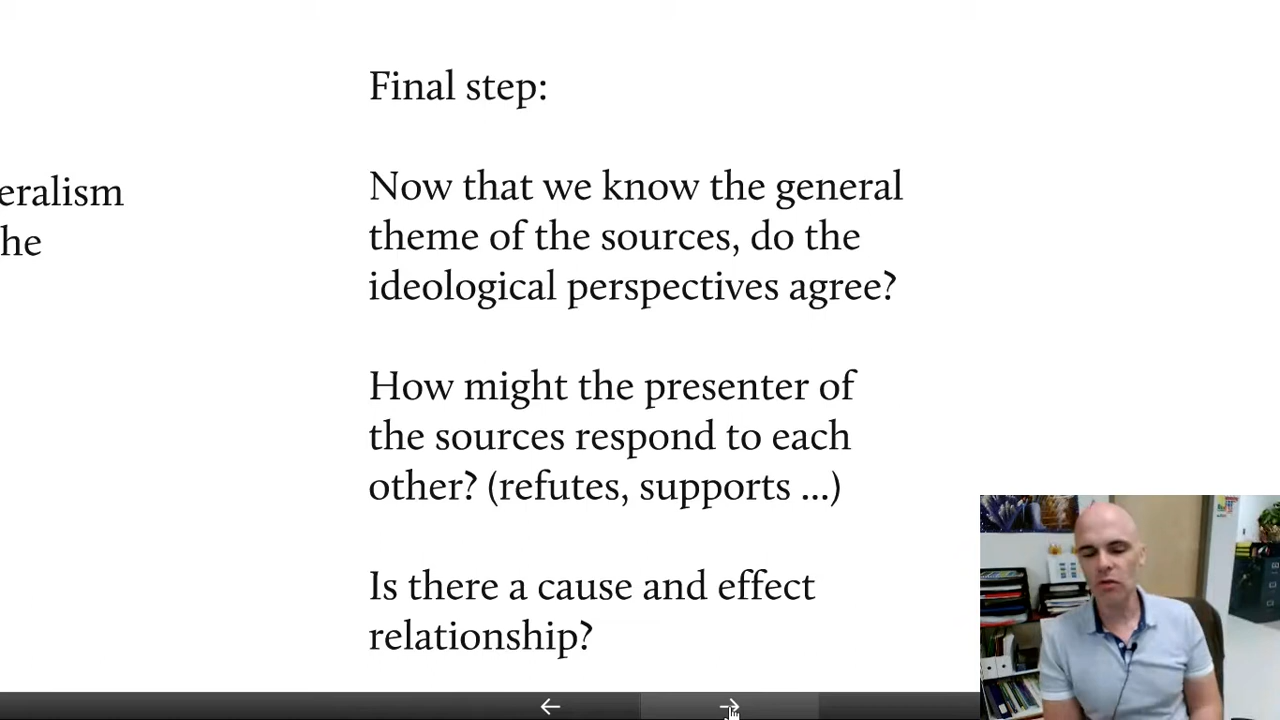 eralism
he
Final step:
Now that we know the general
theme of the sources, do the
ideological perspectives agree?
How might the presenter of
the sources respond to each
other? (refutes, supports ...)
Is there a cause and effect
relationship?